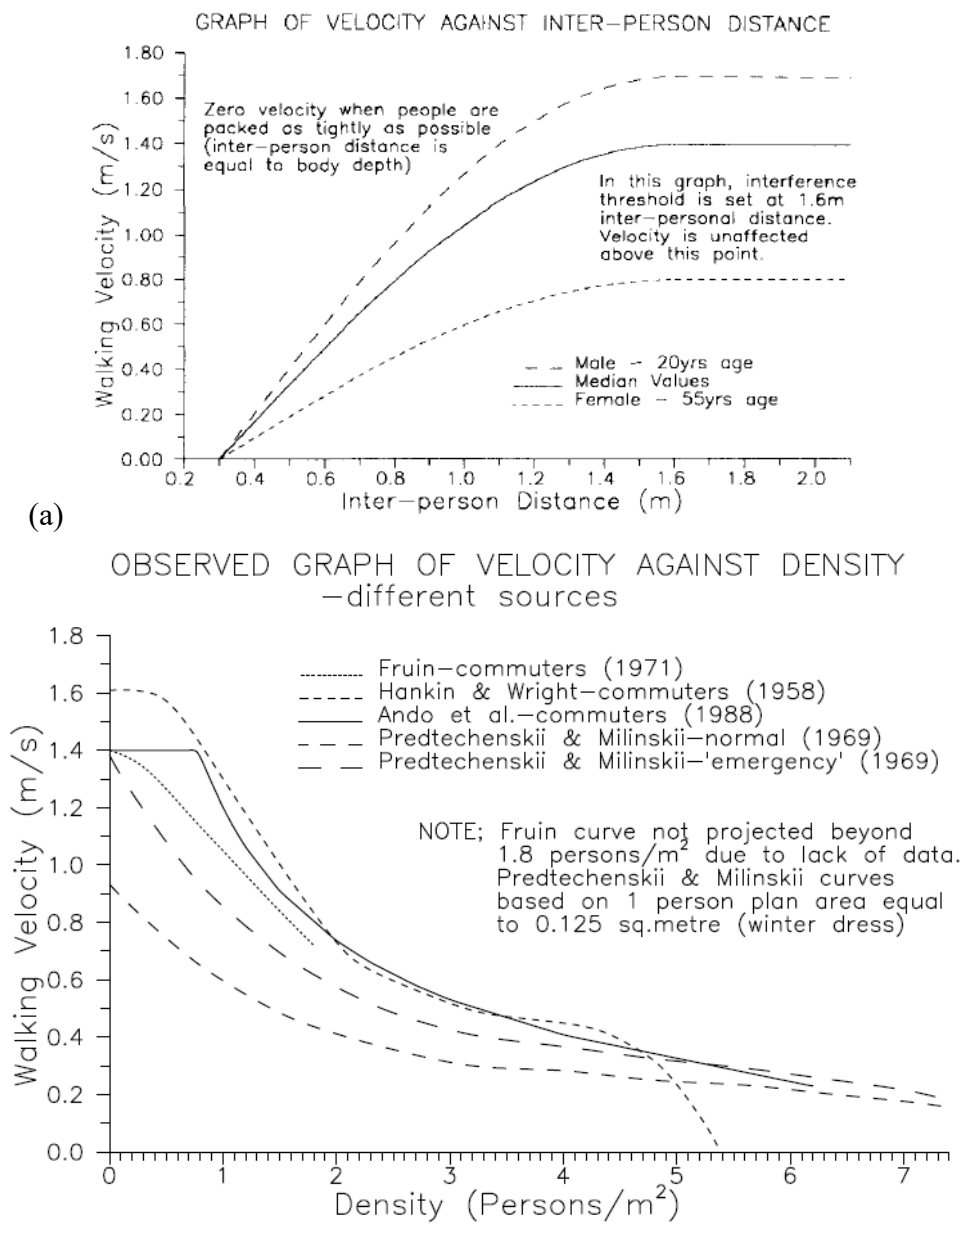 GRAPH OF VELOCITY AGAINST INTER-PERSON DISTANCE
1.80
1.60
1.40
1.20
1.00
0.80
0.60
0.40
0.20
0.00
Walking Velocity (m/s)
Zero velocity when people are
packed as tightly as possible
(inter-person distance is
equal to body depth)
In this graph, interference
threshold is set at 1.6m
inter-personal distance.
Velocity is unaffected
above this point.
Male - 20yrs age
Median Values
Female - 55yrs age
0.2 0.4 0.6 0.8 1.0 1.2 1.4 1.6 1.8 2.0
Inter-person Distance (m)
(a)
OBSERVED GRAPH OF VELOCITY AGAINST DENSITY
-different sources
1.8
1.6
1.4
1.2
1.0
0.8
0.6
0.4
0.2
0.0
Walking Velocity (m/s)
Fruin-commuters (1971)
Hankin & Wright-commuters (1958)
Ando et al.-commuters (1988)
Predtechenskii & Milinskii-normal (1969)
Predtechenskii & Milinskii-'emergency' (1969)
NOTE; Fruin curve not projected beyond
1.8 persons/m² due to lack of data.
Predtechenskii & Milinskii curves
based on 1 person plan area equal
to 0.125 sq.metre (winter dress)
0 1 2 3 4 5 6 7
Density (Persons/m²)